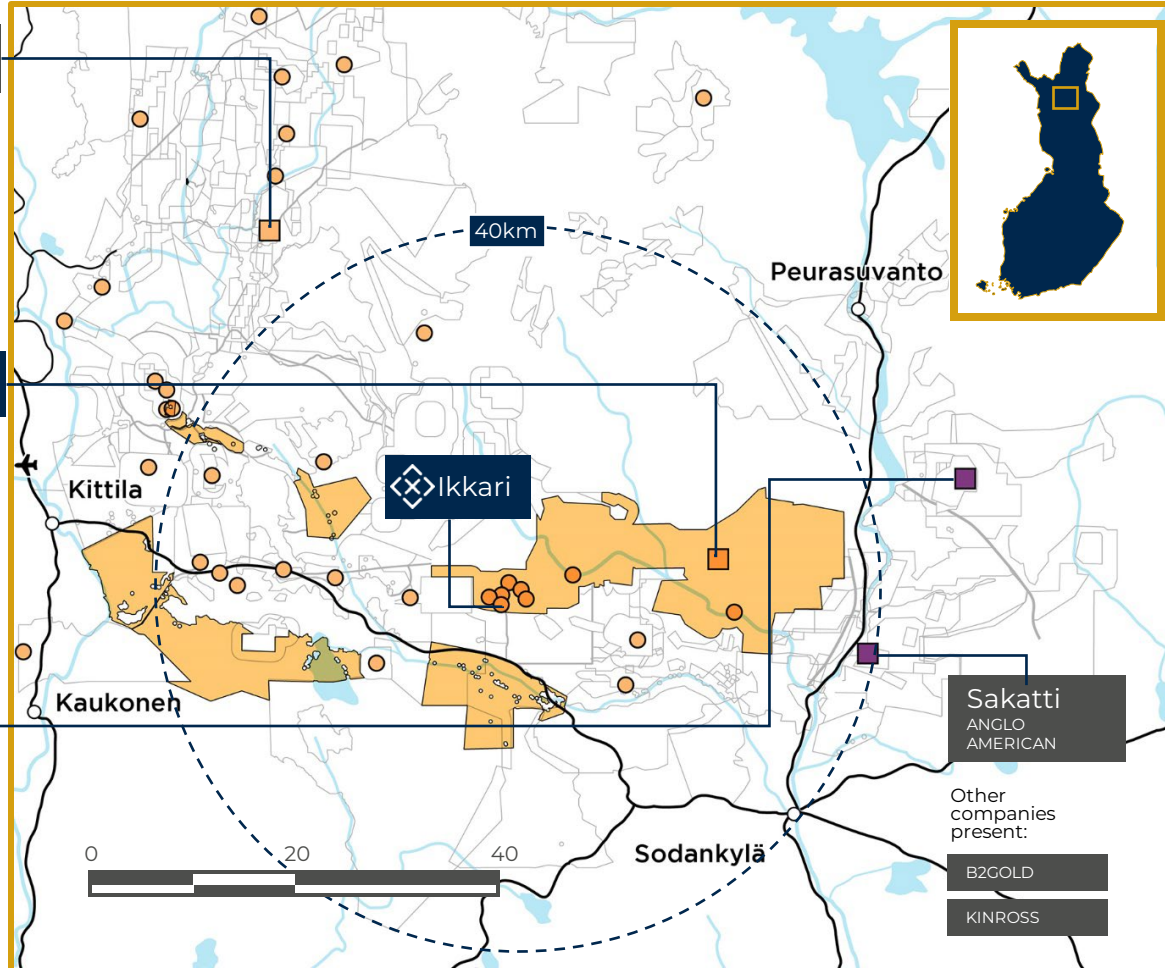 40km
Peurasuvanto
Kittila
Ikkari
Kaukonen
Sakatti
ANGLO
AMERICAN
Other
companies
present:
B2GOLD
KINROSS
Sodankylä
0 20 40